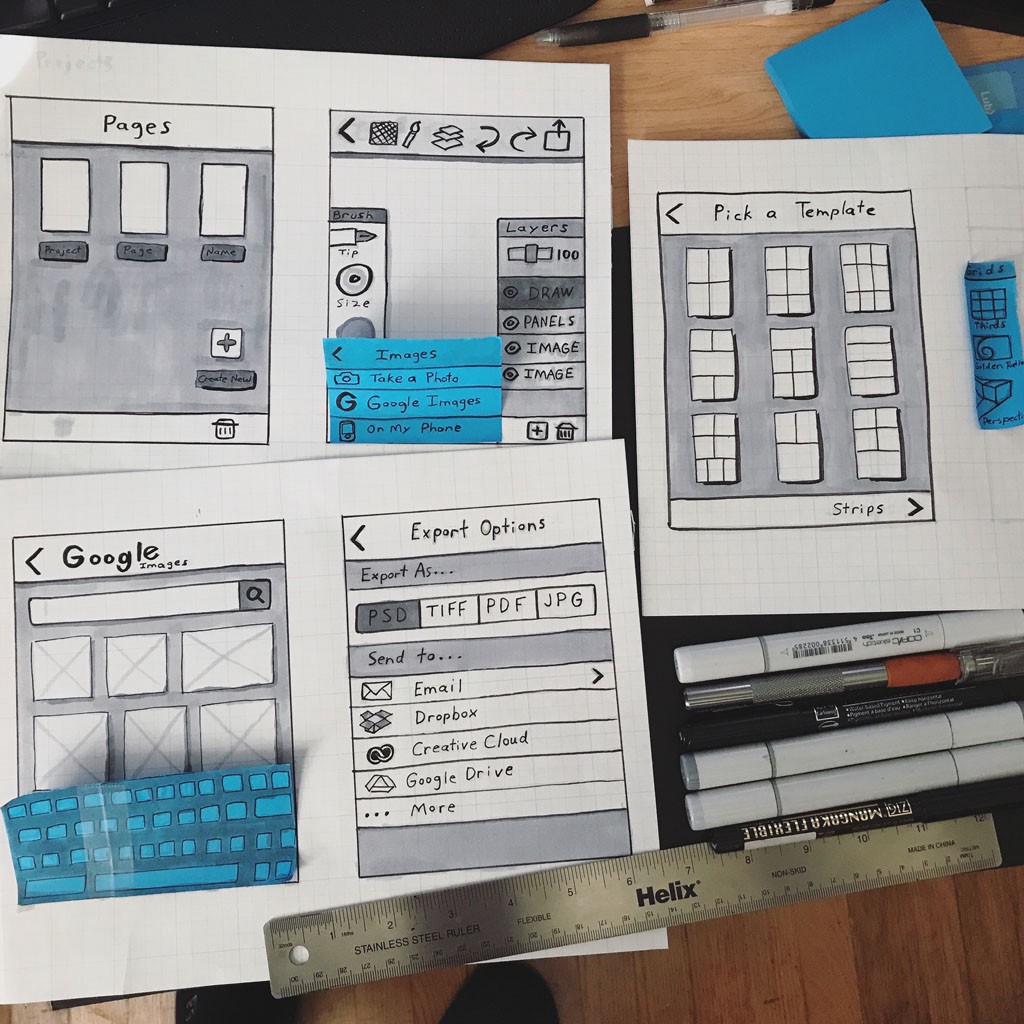 Projects
Pages
Project
Page
Name
Create New
Brush
Tip
Size
Layers
100
DRAW
PANELS
IMAGE
IMAGE
Images
Take a Photo
G Google Images
On My Phone
Pick a Template
Strips
Grids
Thirds
Perspect
Google
Images
Export Options
Export As...
PSD TIFF PDF JPG
Send to...
Email
Dropbox
Creative Cloud
Google Drive
... More
COPIC sketch
MANGAKA FLEXIBLE
ZIG
1 2 3 4 5 6 7 8 9 10 11 12
STAINLESS STEEL RULER
FLEXIBLE
Helix
NON-SKID
MADE IN CHINA